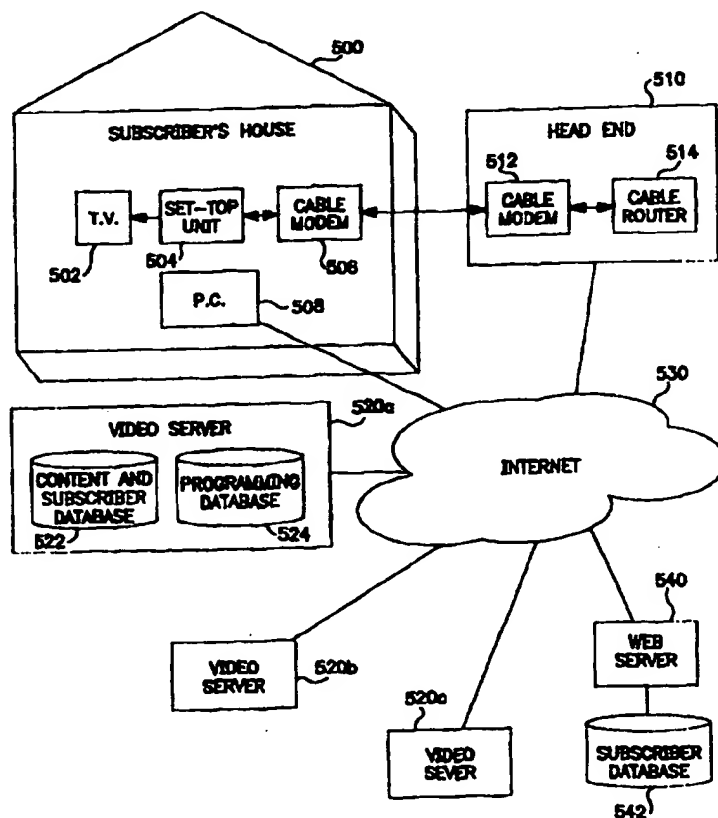 500
SUBSCRIBER'S HOUSE
T.V.
502
SET-TOP
UNIT
504
CABLE
MODEM
506
P.C.
508
510
HEAD END
512
CABLE
MODEM
514
CABLE
ROUTER
520a
VIDEO SERVER
CONTENT AND
SUBSCRIBER
DATABASE
522
PROGRAMMING
DATABASE
524
530
INTERNET
VIDEO
SERVER
520b
520c
VIDEO
SEVER
540
WEB
SERVER
SUBSCRIBER
DATABASE
542